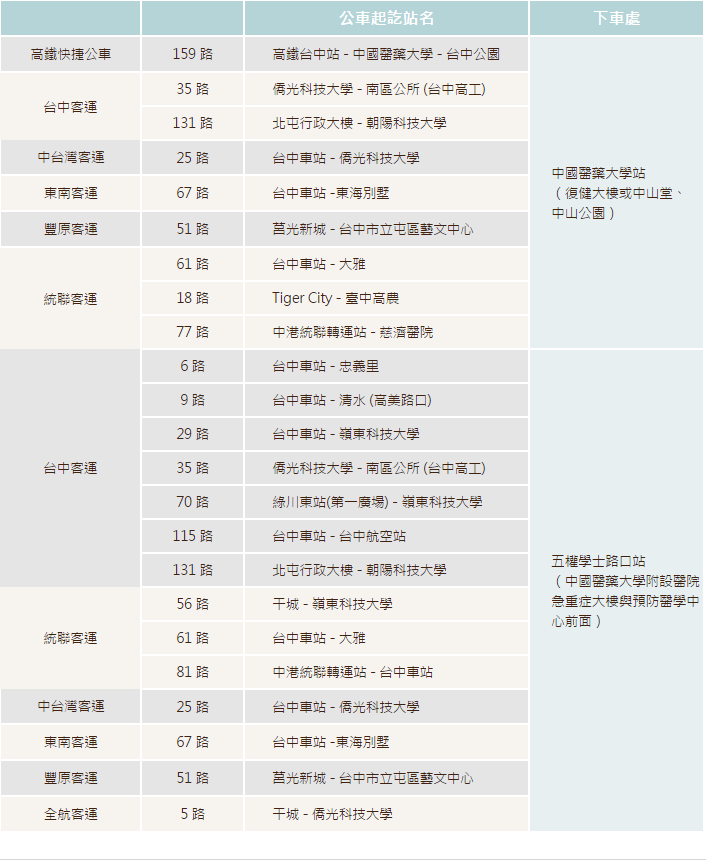 公車起訖站名 下車處
高鐵快捷公車 159 路 高鐵台中站 - 中國醫藥大學 - 台中公園
台中客運
35 路 僑光科技大學 - 南區公所 (台中高工)
131 路 北屯行政大樓 - 朝陽科技大學
中台灣客運 25 路 台中車站 - 僑光科技大學
東南客運 67 路 台中車站 -東海別墅
豐原客運 51 路 莒光新城 - 台中市立屯區藝文中心
統聯客運
61 路 台中車站 - 大雅
18 路 Tiger City - 臺中高農
77 路 中港統聯轉運站 - 慈濟醫院
中國醫藥大學站
（復健大樓或中山堂、
中山公園）
台中客運
6 路 台中車站 - 忠義里
9 路 台中車站 - 清水 (高美路口)
29 路 台中車站 - 嶺東科技大學
35 路 僑光科技大學 - 南區公所 (台中高工)
70 路 綠川東站(第一廣場) - 嶺東科技大學
115 路 台中車站 - 台中航空站
131 路 北屯行政大樓 - 朝陽科技大學
統聯客運
56 路 干城 - 嶺東科技大學
61 路 台中車站 - 大雅
81 路 中港統聯轉運站 - 台中車站
中台灣客運 25 路 台中車站 - 僑光科技大學
東南客運 67 路 台中車站 -東海別墅
豐原客運 51 路 莒光新城 - 台中市立屯區藝文中心
全航客運 5 路 干城 - 僑光科技大學
五權學士路口站
（中國醫藥大學附設醫院
急重症大樓與預防醫學中
心前面）